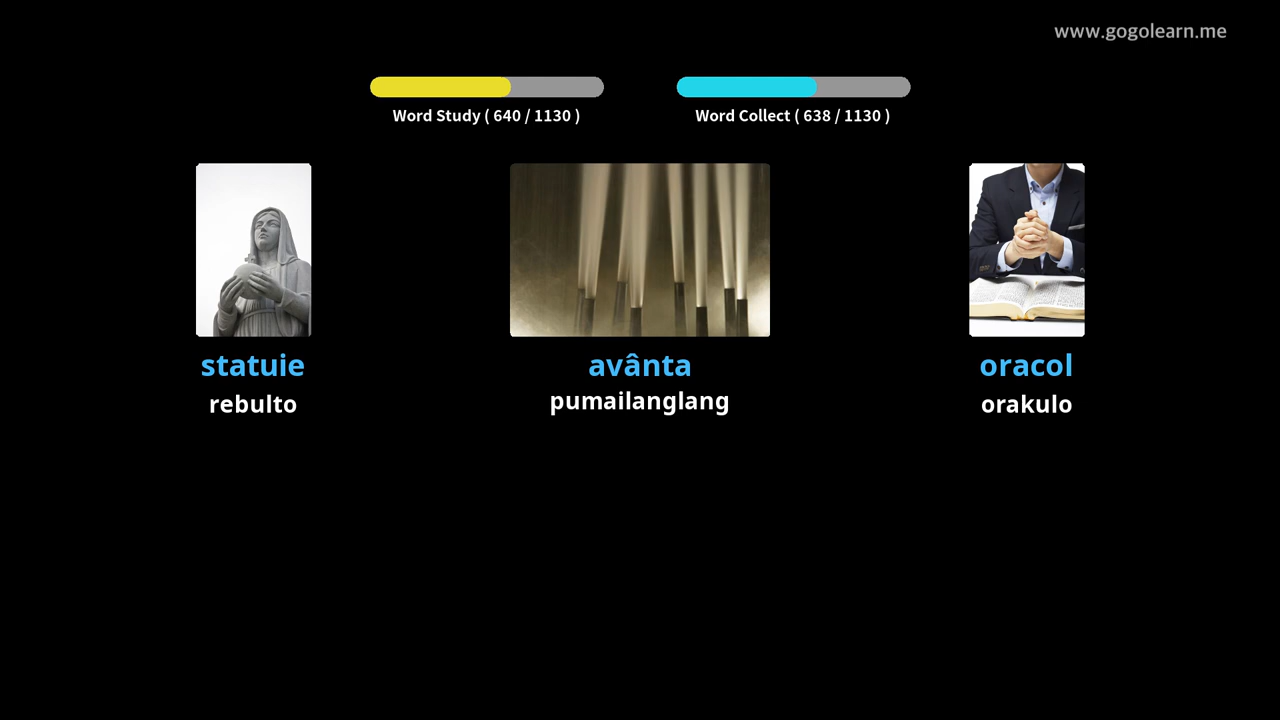 www.gogolearn.me
Word Study ( 640 / 1130 )
Word Collect ( 638 / 1130 )
statuie
avânta
oracol
rebulto
pumailanglang
orakulo